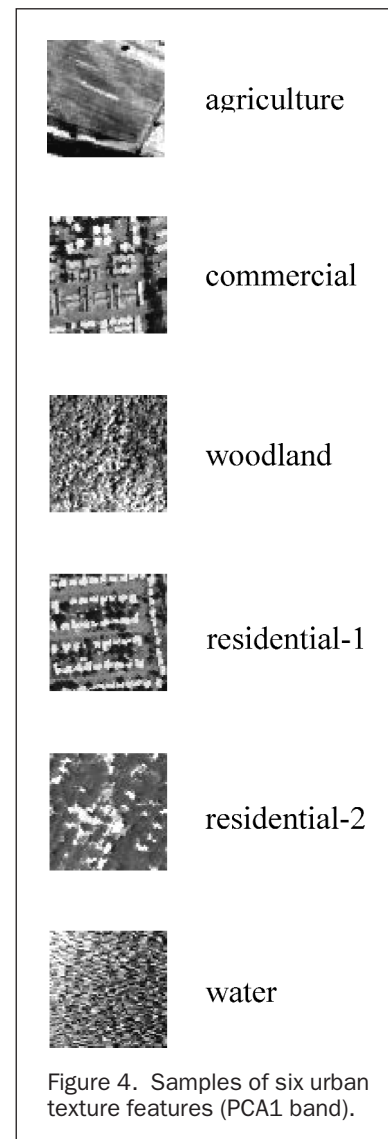 agriculture
commercial
woodland
residential-1
residential-2
water
Figure 4. Samples of six urban
texture features (PCA1 band).